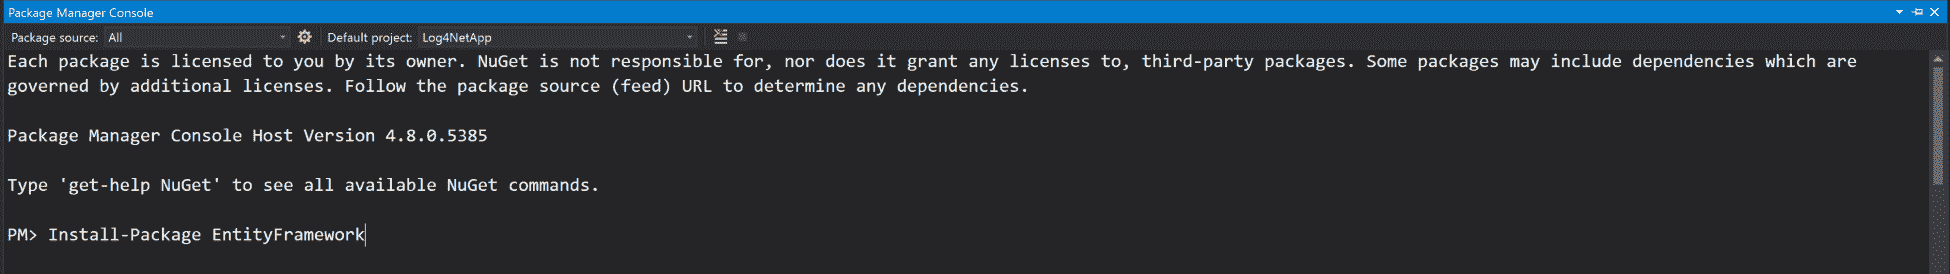 Package Manager Console
Package source: All Default project: Log4NetApp
Each package is licensed to you by its owner. NuGet is not responsible for, nor does it grant any licenses to, third-party packages. Some packages may include dependencies which are
governed by additional licenses. Follow the package source (feed) URL to determine any dependencies.
Package Manager Console Host Version 4.8.0.5385
Type 'get-help NuGet' to see all available NuGet commands.
PM> Install-Package EntityFramework